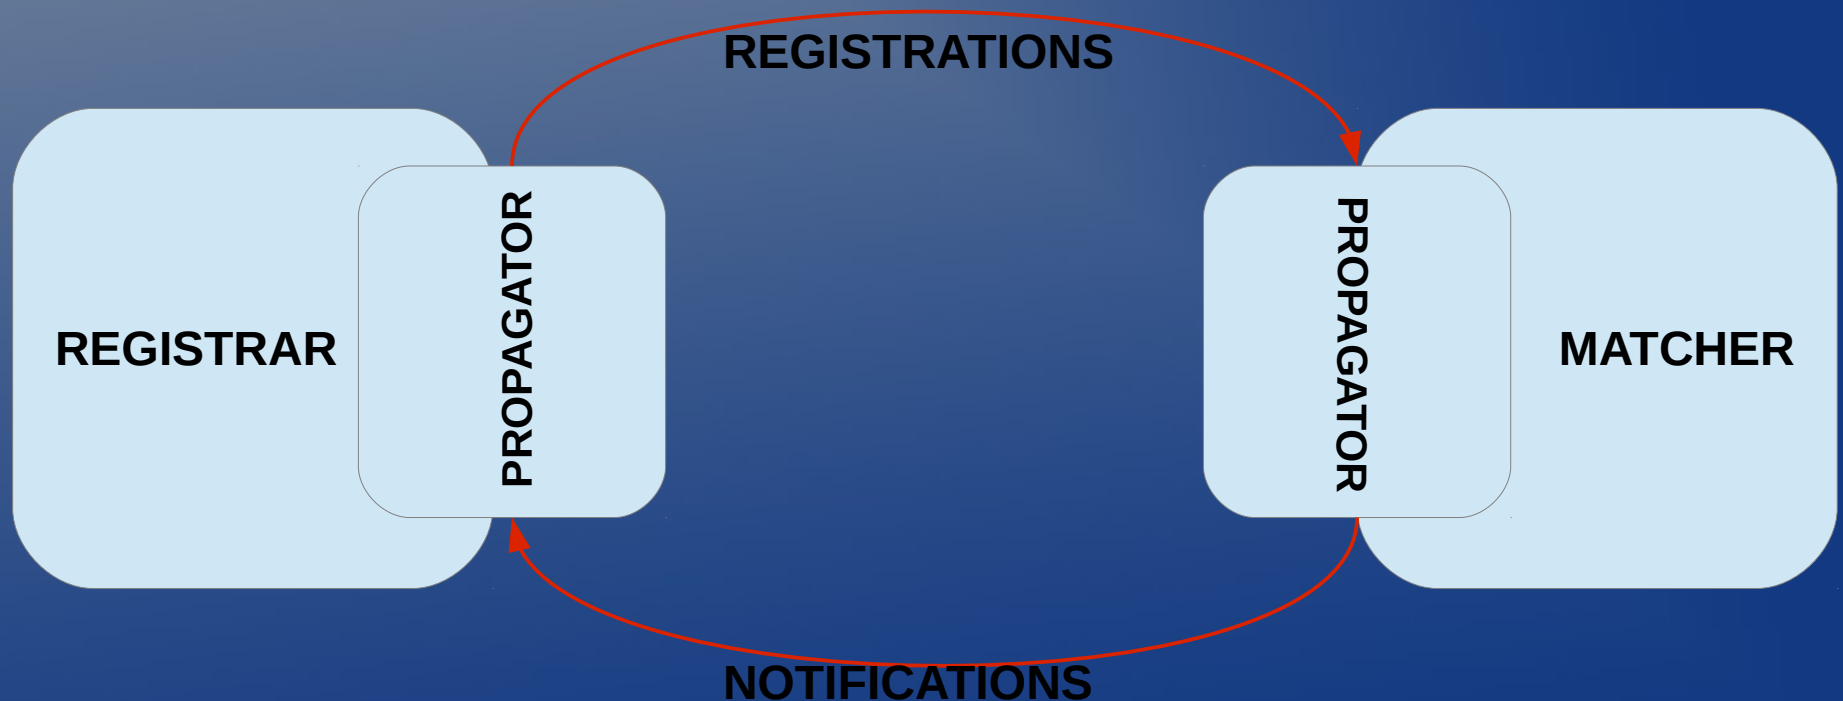 REGISTRATIONS
REGISTRAR
PROPAGATOR
PROPAGATOR
MATCHER
NOTIFICATIONS